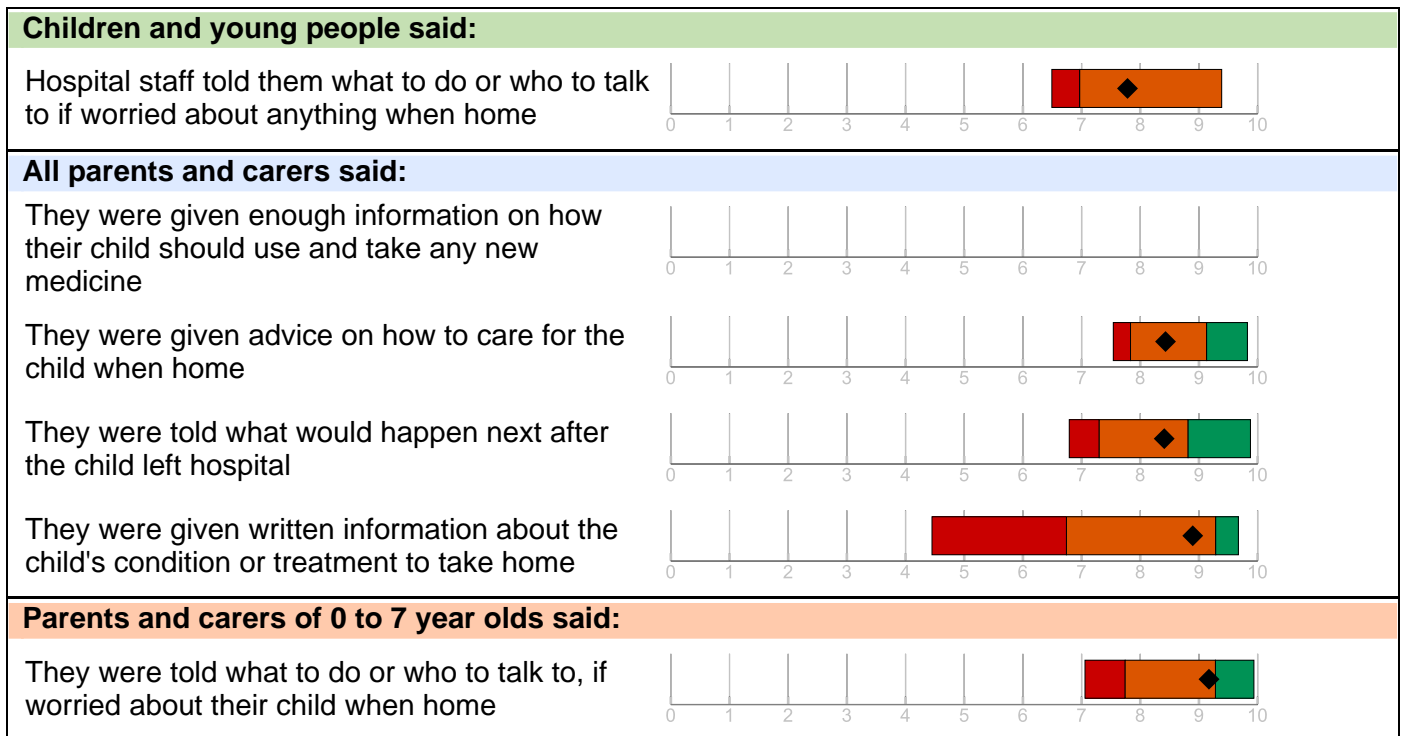 Children and young people said:
Hospital staff told them what to do or who to talk
to if worried about anything when home
0 1 2 3 4 5 6 7 8 9 10
All parents and carers said:
They were given enough information on how
their child should use and take any new
medicine
0 1 2 3 4 5 6 7 8 9 10
They were given advice on how to care for the
child when home
0 1 2 3 4 5 6 7 8 9 10
They were told what would happen next after
the child left hospital
0 1 2 3 4 5 6 7 8 9 10
They were given written information about the
child's condition or treatment to take home
0 1 2 3 4 5 6 7 8 9 10
Parents and carers of 0 to 7 year olds said:
They were told what to do or who to talk to, if
worried about their child when home
0 1 2 3 4 5 6 7 8 9 10